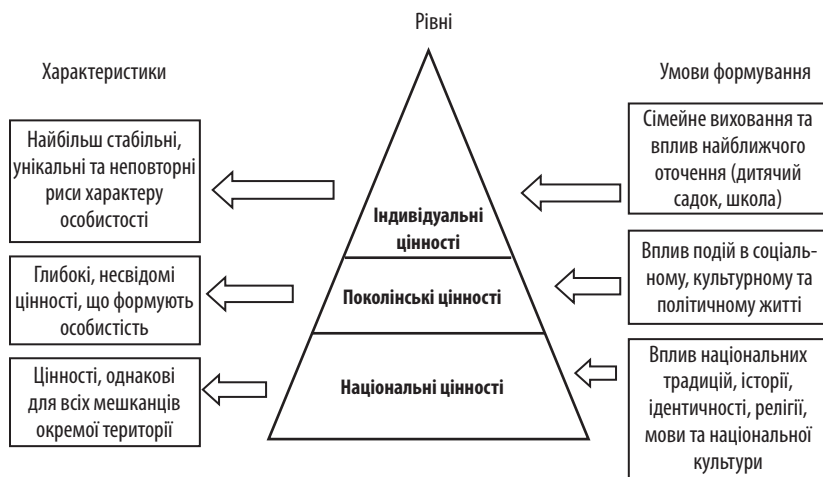 Рівні
Характеристики
Умови формування
Найбільш стабільні,
унікальні та неповторні
риси характеру
особистості
Індивідуальні
цінності
Сімейне виховання та
вплив найближчого
оточення (дитячий
садок, школа)
Глибокі, несвідомі
цінності, що формують
особистість
Поколінські цінності
Вплив подій в соціаль-
ному, культурному та
політичному житті
Цінності, однакові
для всіх мешканців
окремої території
Національні цінності
Вплив національних
традицій, історії,
ідентичності, релігії,
мови та національної
культури